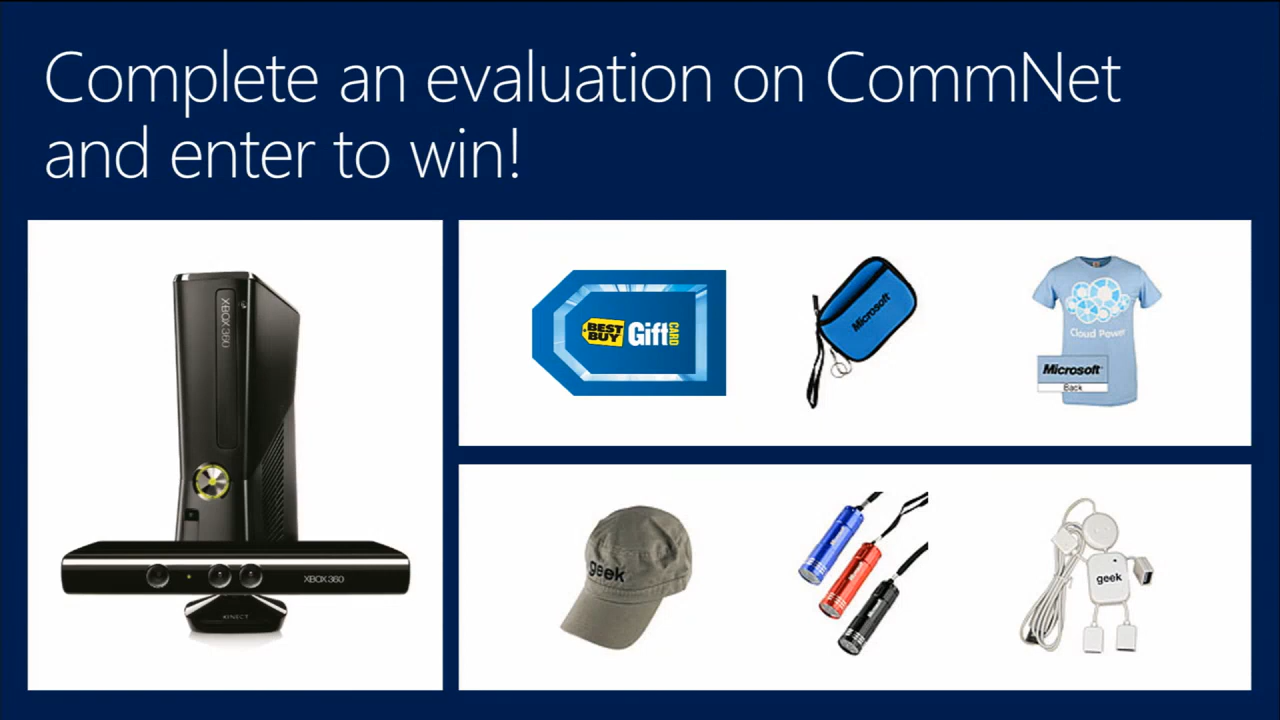 Complete an evaluation on CommNet
and enter to win!
XBOX 360
XBOX 360
KINECT
BEST
BUY
Gift
CARD
Microsoft
Cloud Power
Microsoft
Back
geek
geek